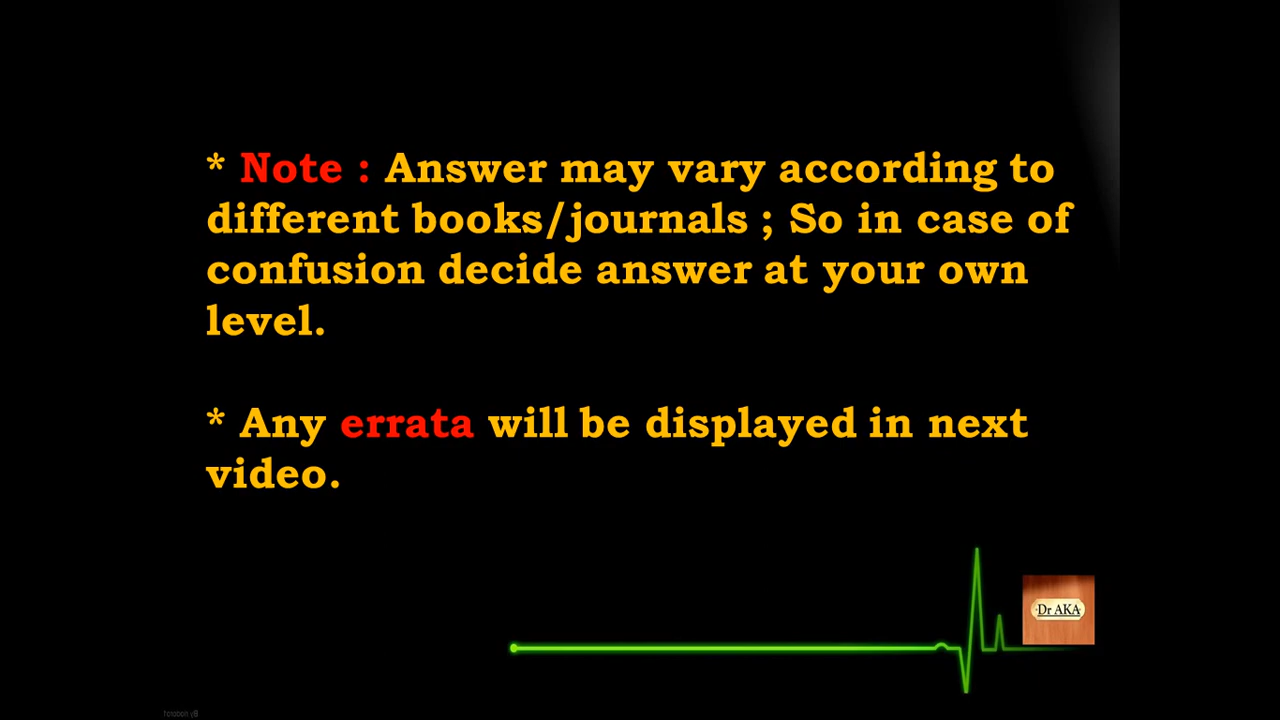 * Note : Answer may vary according to
different books/journals ; So in case of
confusion decide answer at your own
level.
* Any errata will be displayed in next
video.
Dr AKA